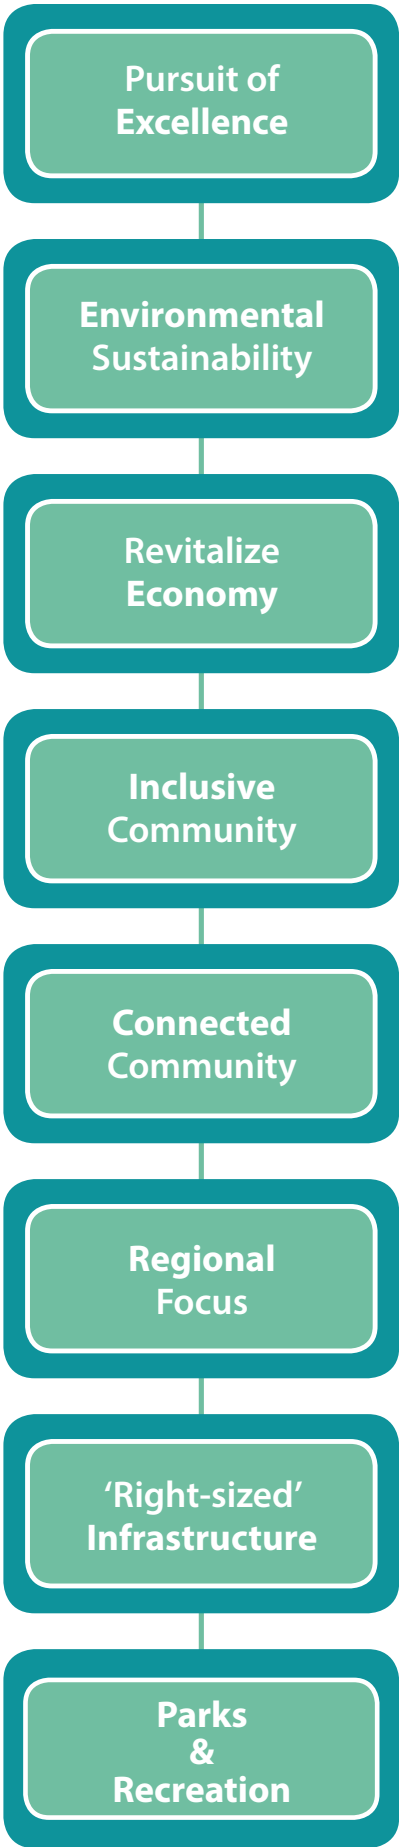 Pursuit of
Excellence
Environmental
Sustainability
Revitalize
Economy
Inclusive
Community
Connected
Community
Regional
Focus
‘Right-sized’
Infrastructure
Parks
&
Recreation